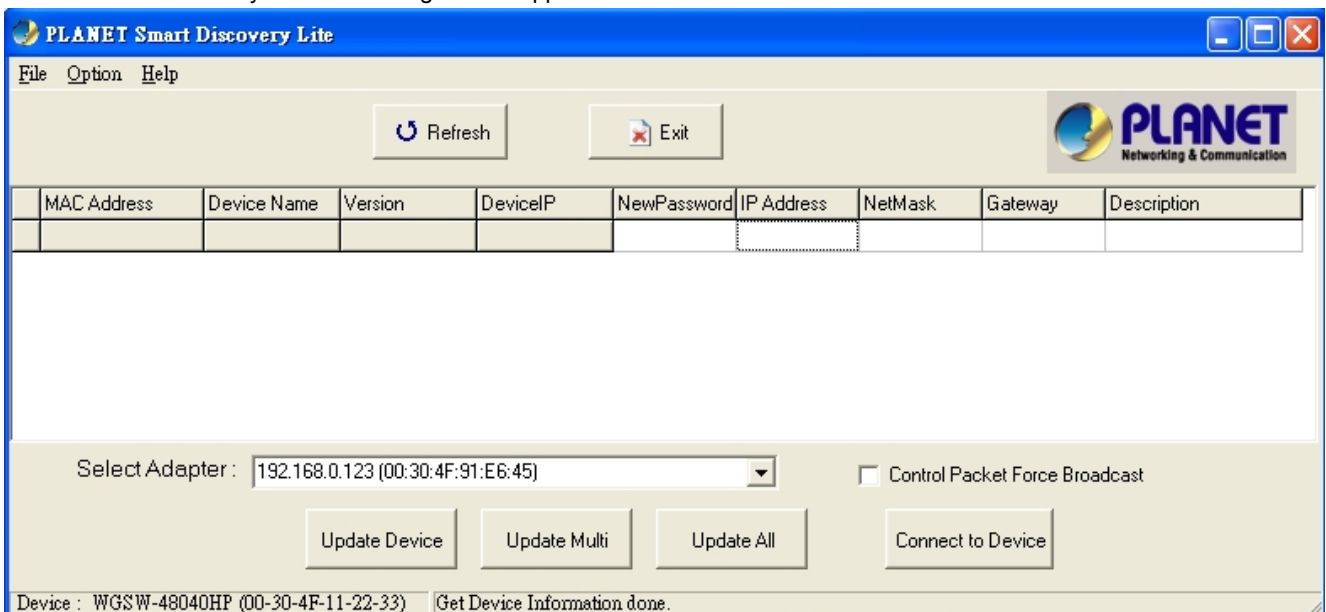 PLANET Smart Discovery Lite
File Option Help
Refresh Exit
PLANET
Networking & Communication
MAC Address Device Name Version DeviceIP NewPassword IP Address NetMask Gateway Description
Select Adapter : 192.168.0.123 (00:30:4F:91:E6:45) Control Packet Force Broadcast
Update Device Update Multi Update All Connect to Device
Device : WGSW-48040HP (00-30-4F-11-22-33) Get Device Information done.